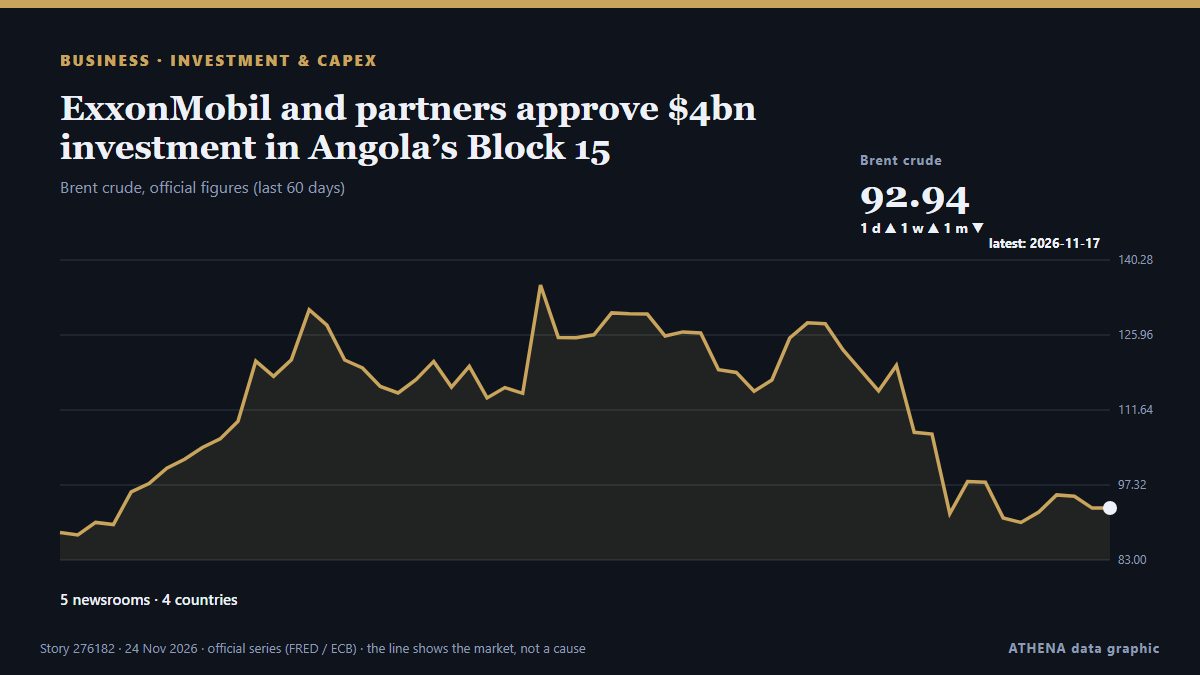 BUSINESS · INVESTMENT & CAPEX
ExxonMobil and partners approve $4bn
investment in Angola’s Block 15
Brent crude, official figures (last 60 days)
Brent crude
92.94
1 d ▲ 1 w ▲ 1 m ▼
latest: 2026-11-17
140.28
125.96
111.64
97.32
83.00
5 newsrooms · 4 countries
Story 276182 · 24 Nov 2026 · official series (FRED / ECB) · the line shows the market, not a cause
ATHENA data graphic